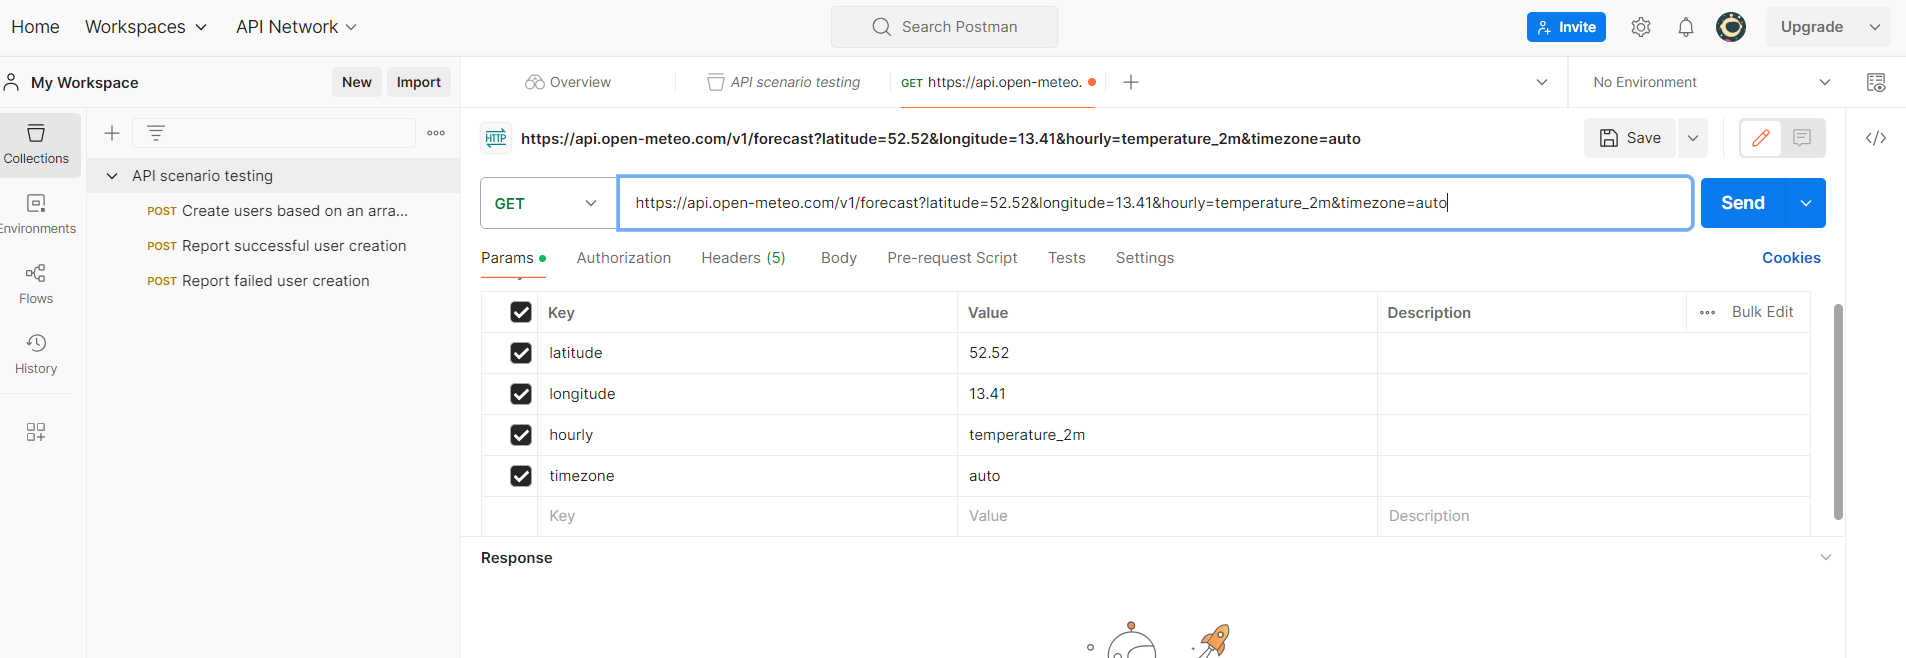 Home Workspaces API Network Search Postman Invite Upgrade
My Workspace New Import Overview API scenario testing GET https://api.open-meteo. No Environment
Collections
Environments
Flows
History
API scenario testing
POST Create users based on an arra...
POST Report successful user creation
POST Report failed user creation
HTTP https://api.open-meteo.com/v1/forecast?latitude=52.52&longitude=13.41&hourly=temperature_2m&timezone=auto Save
GET https://api.open-meteo.com/v1/forecast?latitude=52.52&longitude=13.41&hourly=temperature_2m&timezone=auto Send
Params Authorization Headers (5) Body Pre-request Script Tests Settings Cookies
Key Value Description Bulk Edit
latitude 52.52
longitude 13.41
hourly temperature_2m
timezone auto
Key Value Description
Response